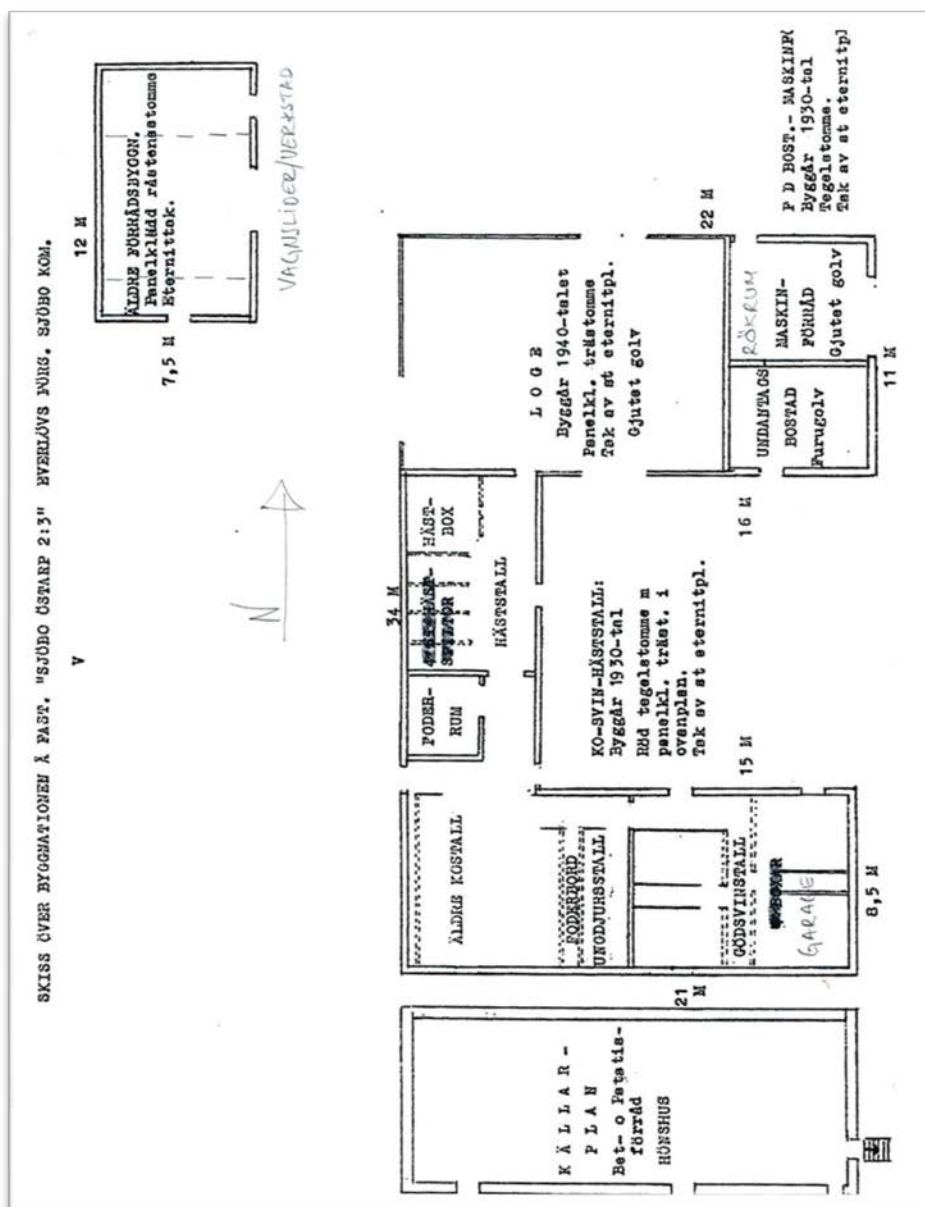 SKISS ÖVER BYGGNATIONEN Å FAST. "SJÖBO ÖSTARP 2:3" EVERLÖVS FÖRS. SJÖBO KOM.
V
N
12 M
ÄLDRE FÖRRÅDSBYGGN.
Panelklädd
Eternittak.
7,5 M
VAGNSLIDER/VERKSTAD
34 M
FODER-
RUM
HÄST-
BOX
HÄSTSTALL
L O G E
Byggår 1940-talet
Panelkl. trästomme
Tak av st eternitpl.
Gjutet golv
22 M
P D BOST.- MASKINF
Byggår 1930-tal
Tegelstomme.
Tak av st eternitpl
RÖKRUM
MASKIN-
FÖRRÅD
Gjutet golv
UNDANTAGS
BOSTAD
Furugolv
11 M
16 M
KO-SVIN-HÄSTSTALL:
Byggår 1930-tal
Röd tegelstomme m
panelkl. träst. i
ovanplan.
Tak av st eternitpl.
15 M
ÄLDRE KOSTALL
FODERBORD
UNGDJURSSTALL
GÖDSVINSTALL
GARAGE
8,5 M
21 M
K Ä L L A R -
P L A N
Bet- o Potatis-
förråd
HÖNSHUS